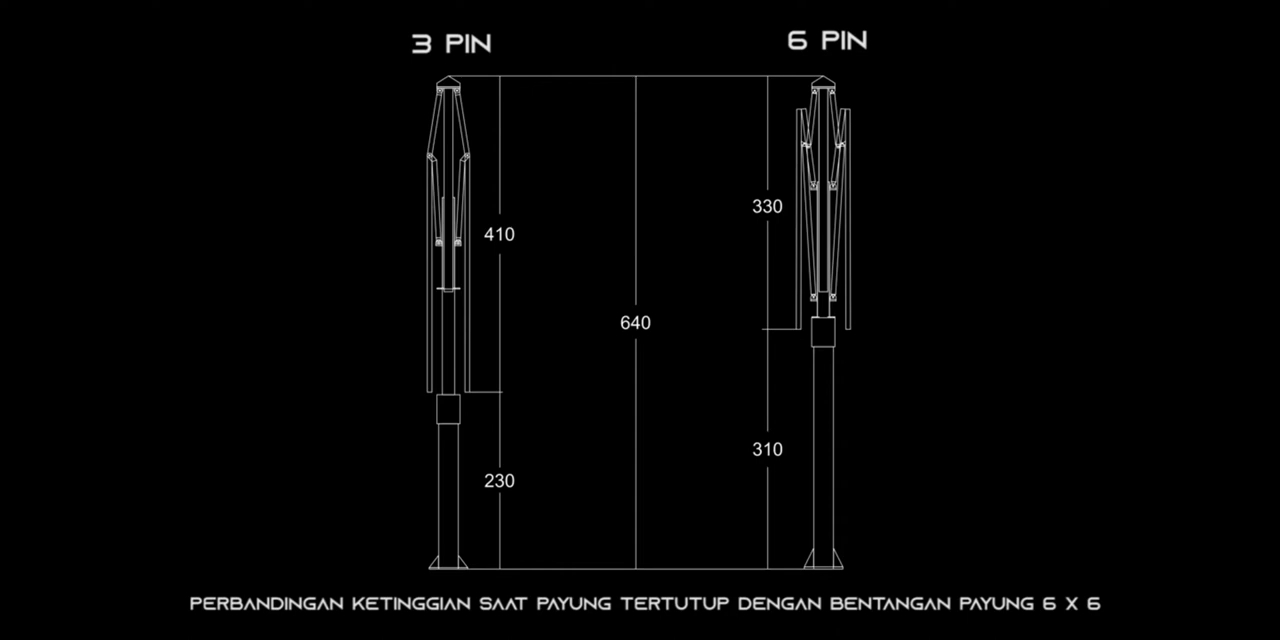 3 PIN
6 PIN
330
410
640
310
230
PERBANDINGAN KETINGGIAN SAAT PAYUNG TERTUTUP DENGAN BENTANGAN PAYUNG 6 X 6